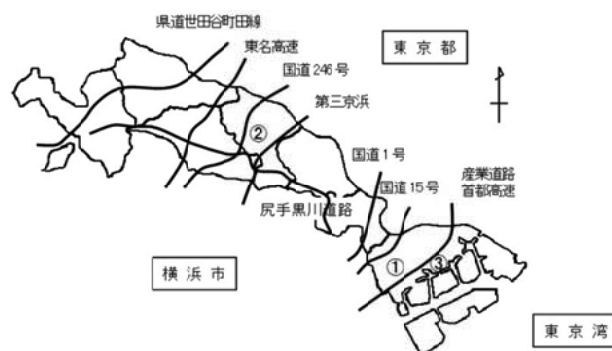 県道世田谷町田線
東名高速
東京都
国道246号
第三京浜
②
国道1号
産業道路
首都高速
国道15号
尻手黒川道路
①
③
横浜市
東京湾